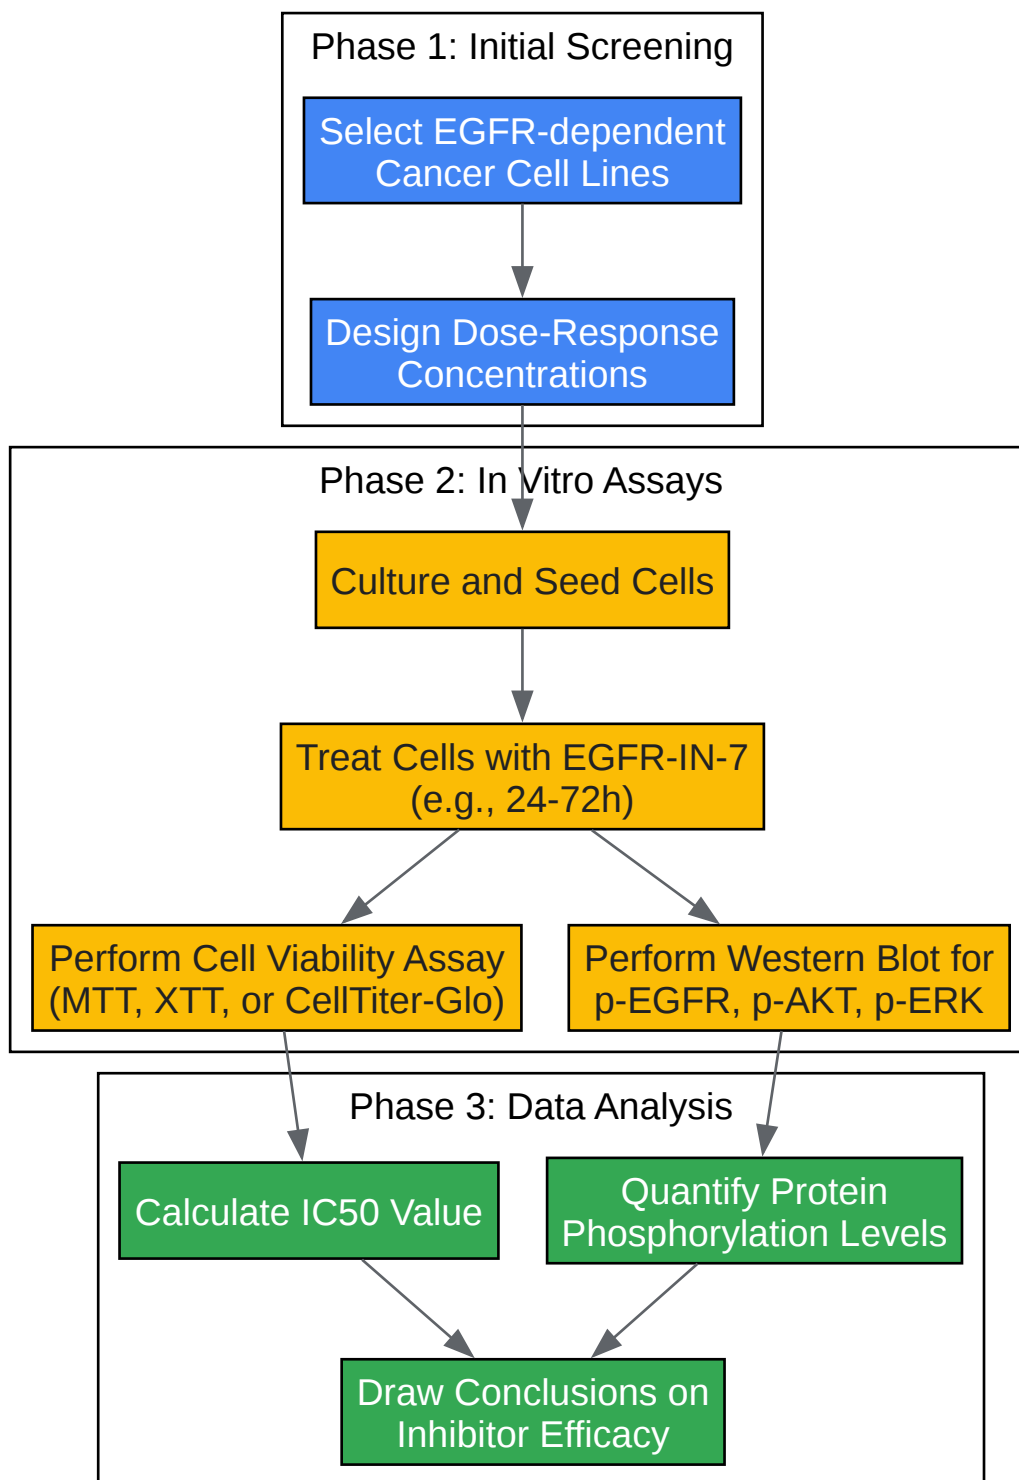 Phase 1: Initial Screening
Select EGFR-dependent
Cancer Cell Lines
Design Dose-Response
Concentrations
Phase 2: In Vitro Assays
Culture and Seed Cells
Treat Cells with EGFR-IN-7
(e.g., 24-72h)
Perform Cell Viability Assay
(MTT, XTT, or CellTiter-Glo)
Perform Western Blot for
p-EGFR, p-AKT, p-ERK
Phase 3: Data Analysis
Calculate IC50 Value
Quantify Protein
Phosphorylation Levels
Draw Conclusions on
Inhibitor Efficacy